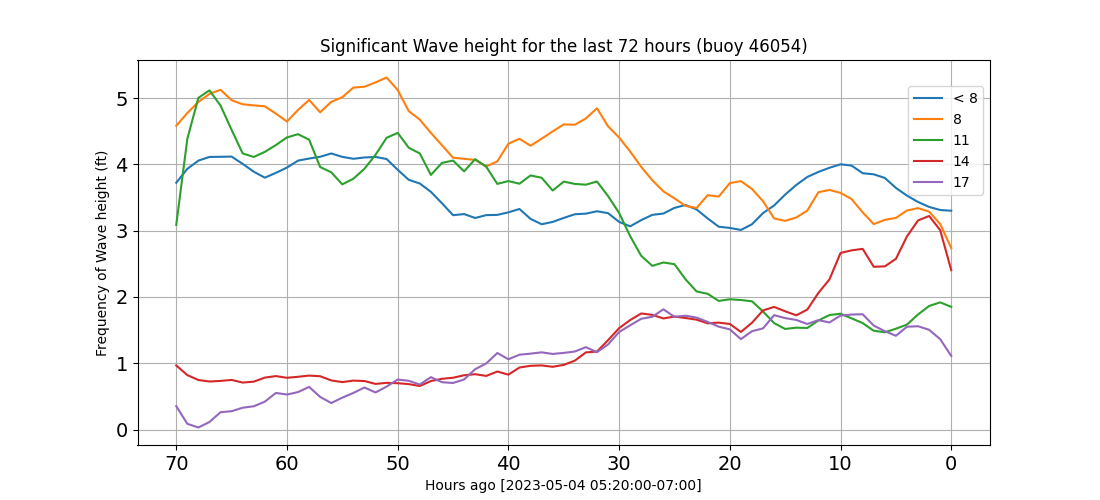 Significant Wave height for the last 72 hours (buoy 46054)
Frequency of Wave height (ft)
5
4
3
2
1
0
< 8
8
11
14
17
70 60 50 40 30 20 10 0
Hours ago [2023-05-04 05:20:00-07:00]